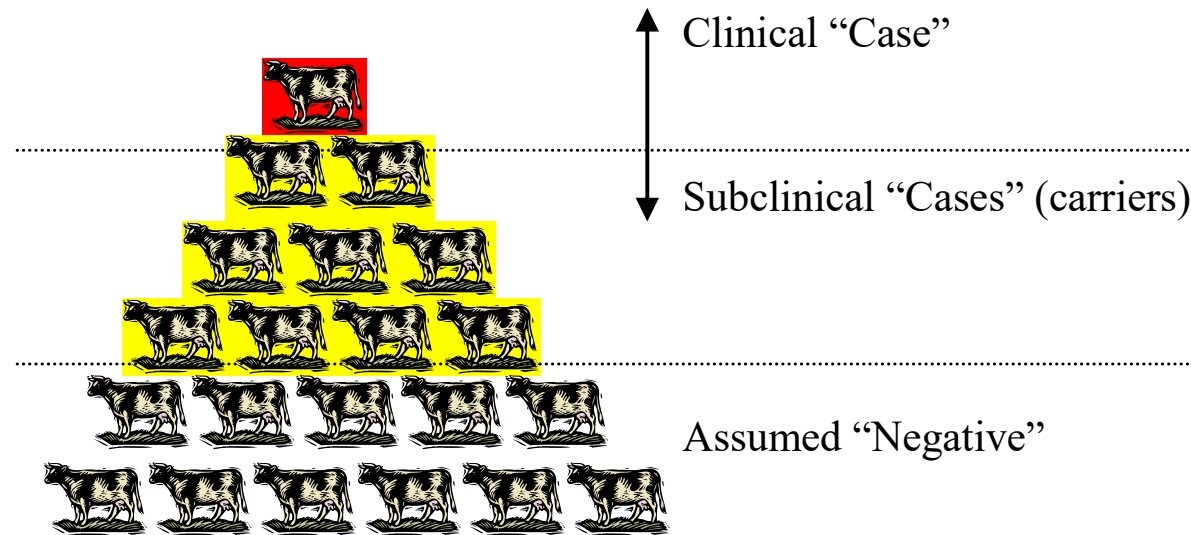 Clinical “Case”
Subclinical “Cases” (carriers)
Assumed “Negative”